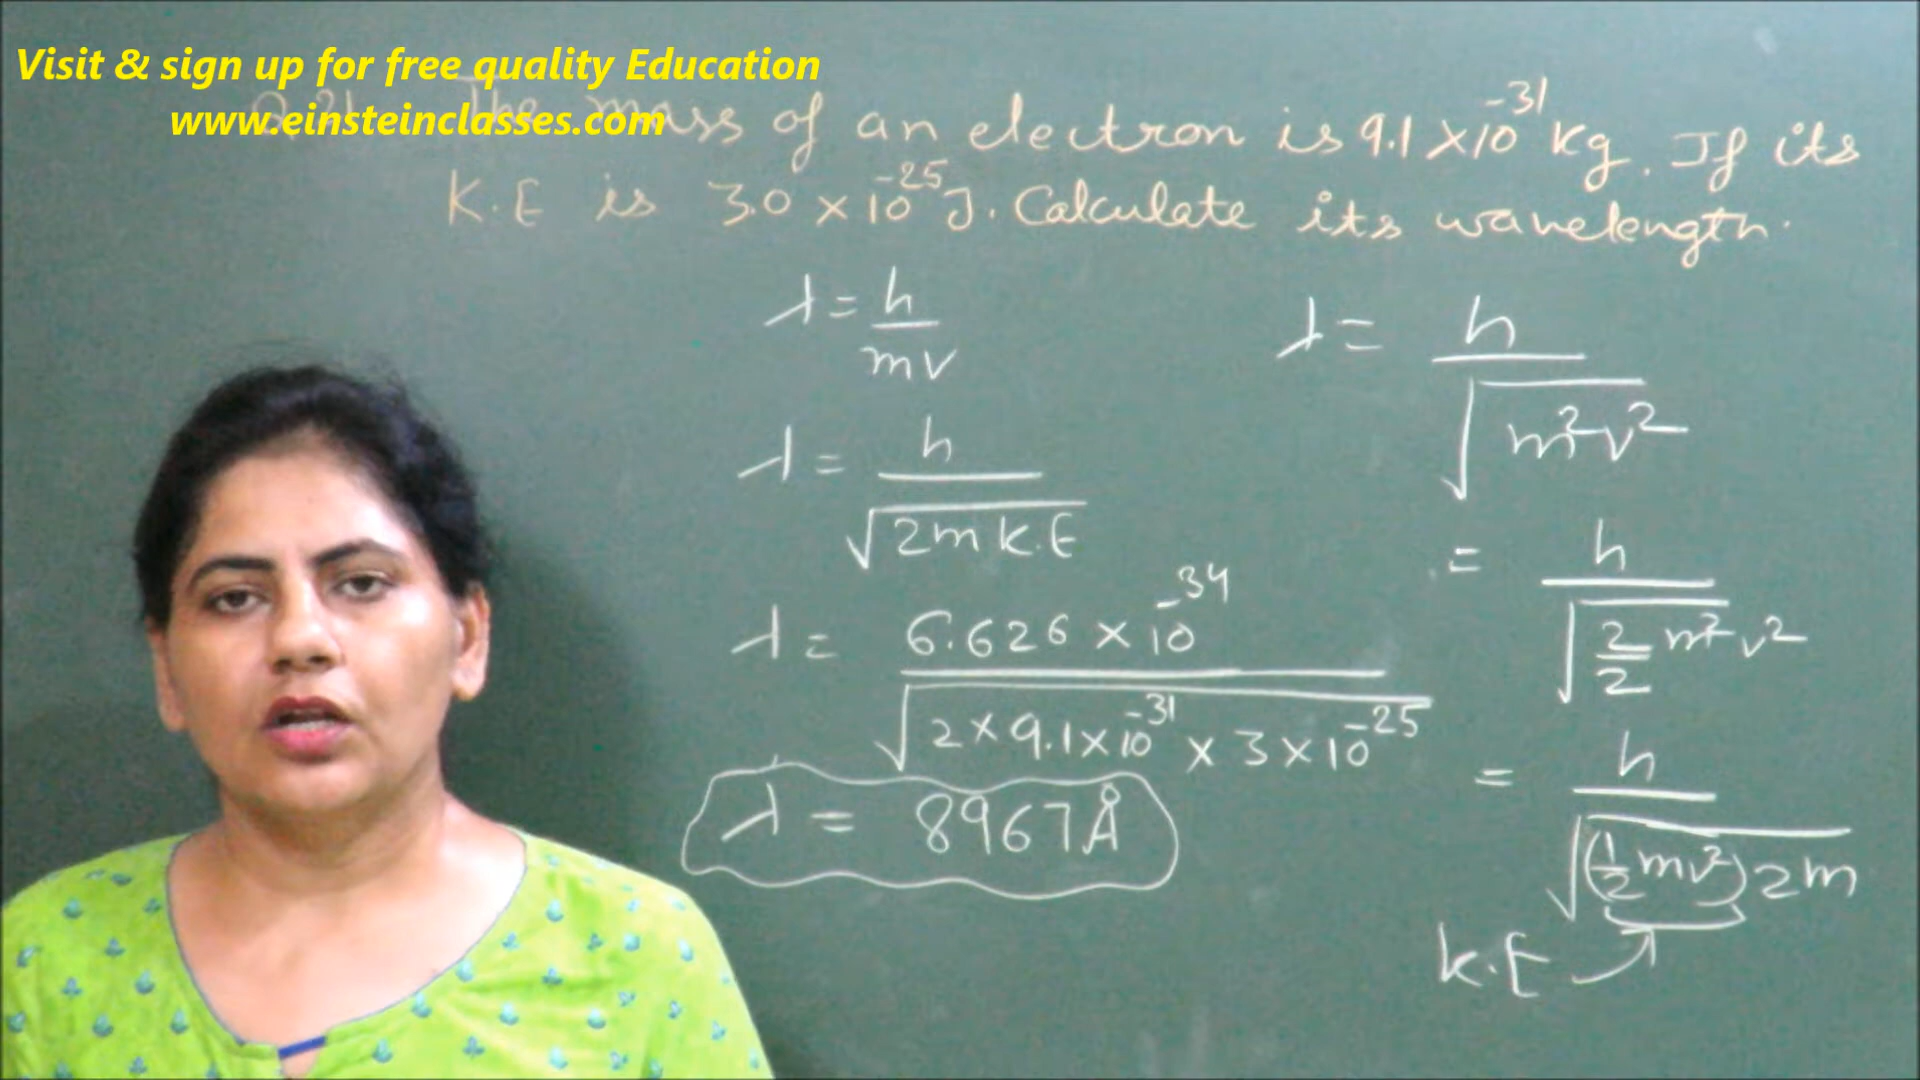 Visit & sign up for free quality Education
www.einsteinclasses.com
Q.21. The mass of an electron is 9.1 × 10⁻³¹ kg. If its
K.E is 3.0 × 10⁻²⁵ J. Calculate its wavelength.
λ = h / mv
λ = h / √(2m K.E)
λ = 6.626 × 10⁻³⁴ / √(2 × 9.1 × 10⁻³¹ × 3 × 10⁻²⁵)
λ = 8967Å
λ = h / √(m²v²)
= h / √(2/2 m²v²)
= h / √((1/2 mv²) 2m)
K.E